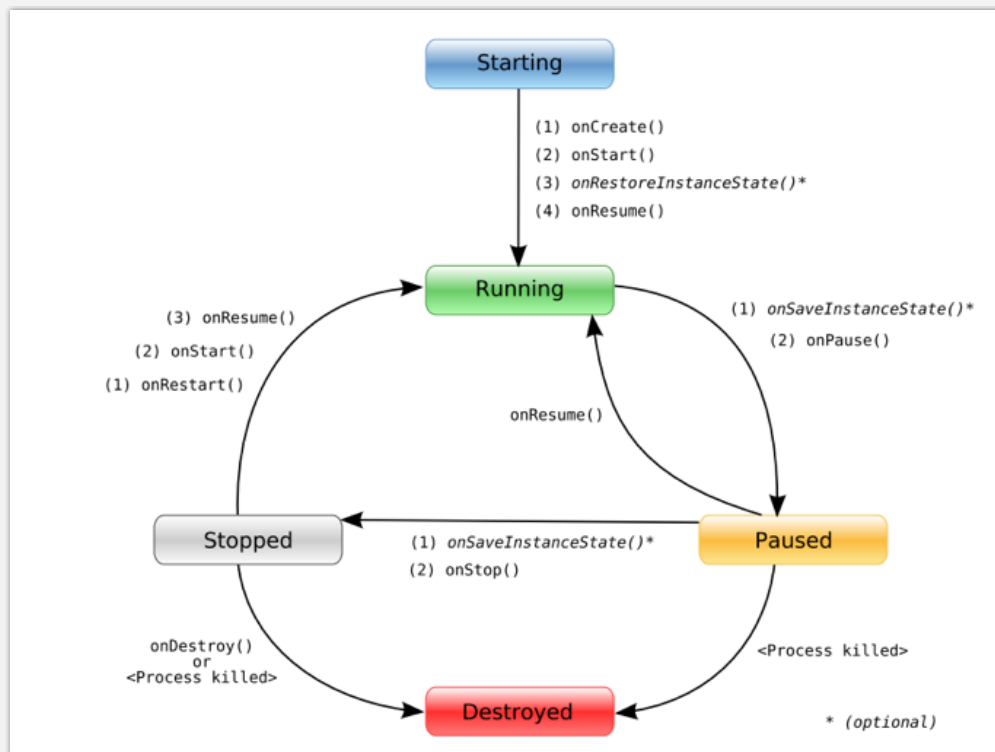 Starting
(1) onCreate()
(2) onStart()
(3) onRestoreInstanceState()*
(4) onResume()
Running
(3) onResume()
(2) onStart()
(1) onRestart()
(1) onSaveInstanceState()*
(2) onPause()
onResume()
Stopped
(1) onSaveInstanceState()*
(2) onStop()
Paused
onDestroy()
or
<Process killed>
<Process killed>
Destroyed
* (optional)